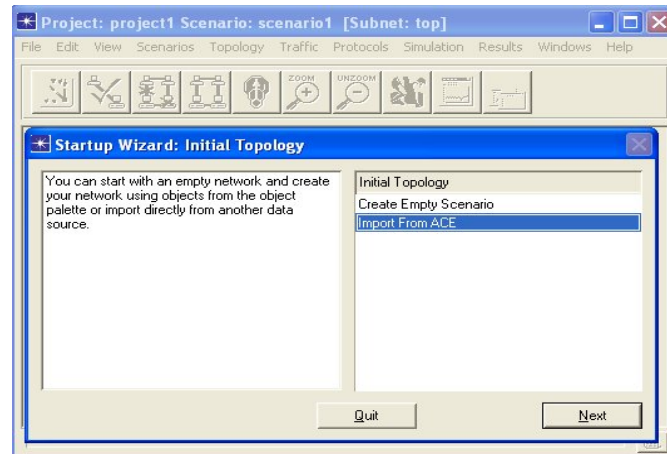 Project: project1 Scenario: scenario1 [Subnet: top]
File Edit View Scenarios Topology Traffic Protocols Simulation Results Windows Help
ZOOM UNZOOM
Startup Wizard: Initial Topology
You can start with an empty network and create
your network using objects from the object
palette or import directly from another data
source.
Initial Topology
Create Empty Scenario
Import From ACE
Quit Next